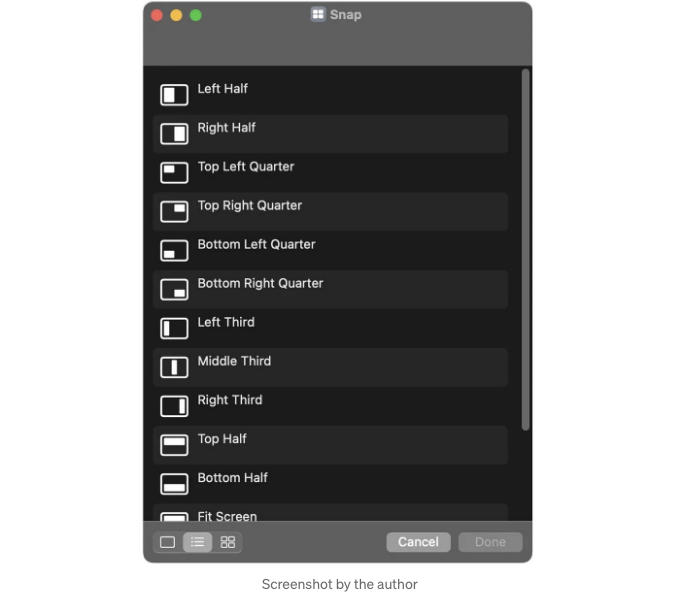 Snap
Left Half
Right Half
Top Left Quarter
Top Right Quarter
Bottom Left Quarter
Bottom Right Quarter
Left Third
Middle Third
Right Third
Top Half
Bottom Half
Fit Screen
Cancel Done
Screenshot by the author